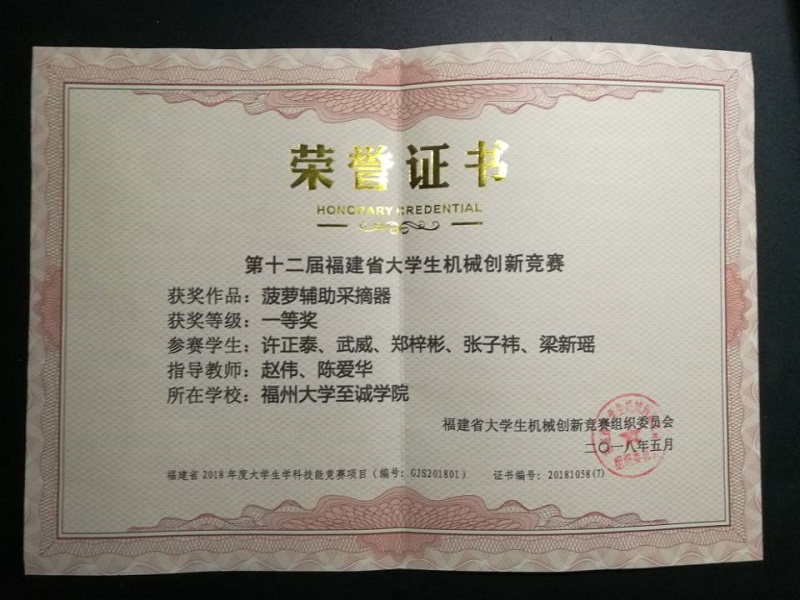 荣誉证书
HONORARY CREDENTIAL
第十二届福建省大学生机械创新竞赛
获奖作品：菠萝辅助采摘器
获奖等级：一等奖
参赛学生：许正泰、武威、郑梓彬、张子祎、梁新瑶
指导教师：赵伟、陈爱华
所在学校：福州大学至诚学院
福建省大学生机械创新竞赛组织委员会
二〇一八年五月
福建省2018年度大学生学科技能竞赛项目（编号：GJS201801） 证书编号：20181058(7)